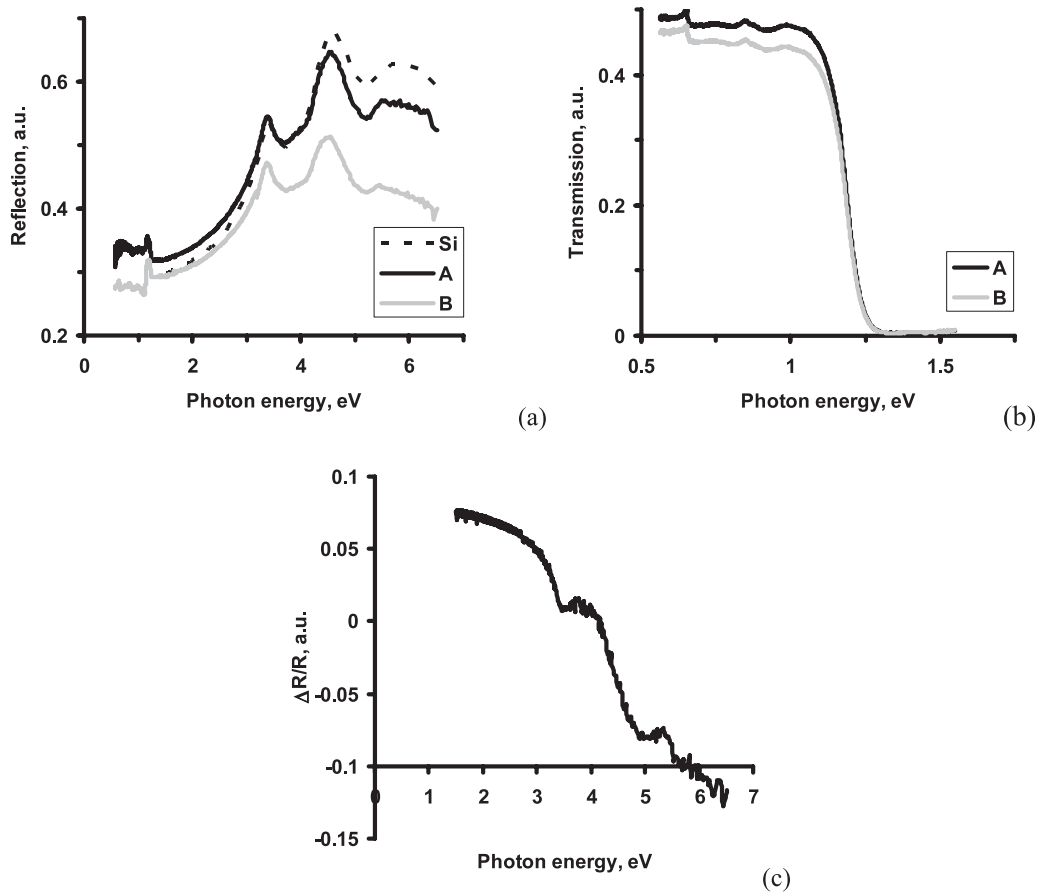 Reflection, a.u.
0.6
0.4
0.2
0
2
4
6
Photon energy, eV
Si
A
B
(a)
Transmission, a.u.
0.4
0.2
0
0.5
1
1.5
Photon energy, eV
A
B
(b)
ΔR/R, a.u.
0.1
0.05
0
-0.05
-0.1
-0.15
0
1
2
3
4
5
6
7
Photon energy, eV
(c)